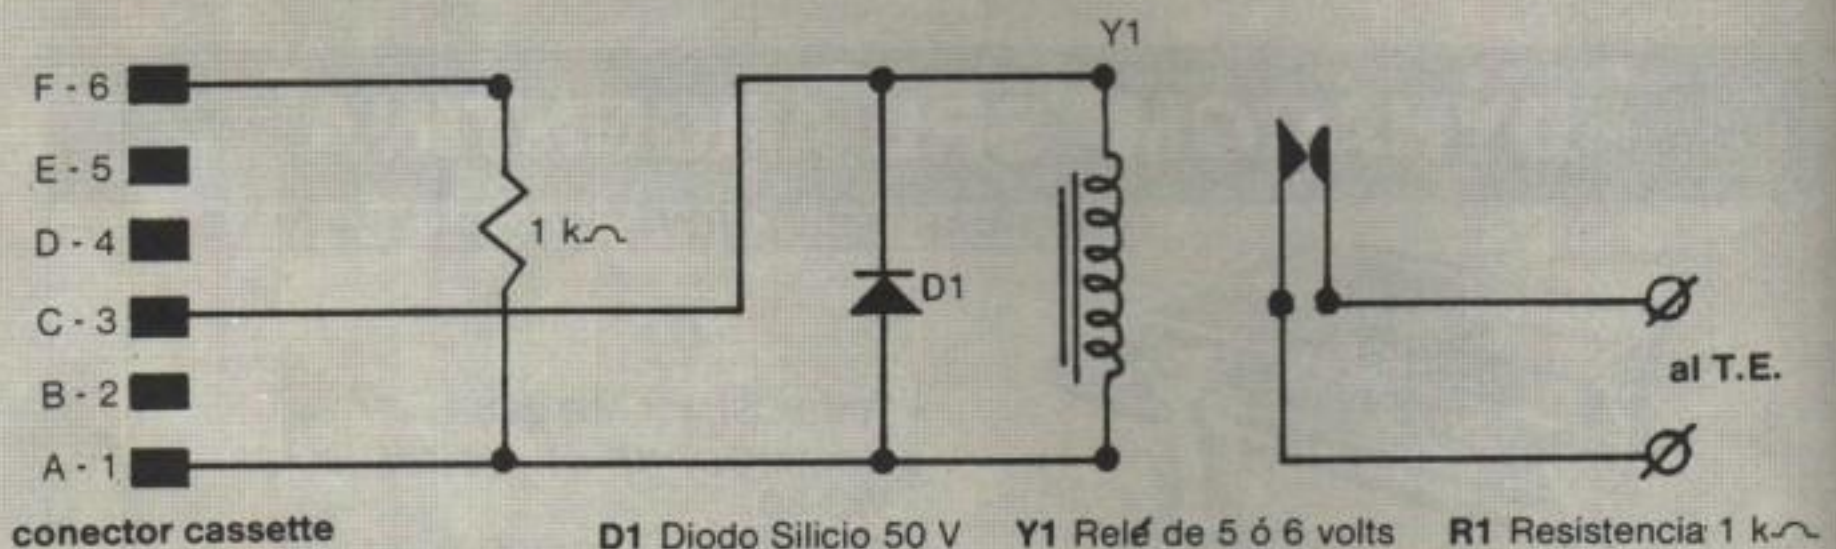 Y1
F - 6
E - 5
D - 4
1 k
D1
C - 3
al T.E.
B - 2
A - 1
conector cassette
D1 Diodo Silicio 50 V
Y1 Relé de 5 ó 6 volts
R1 Resistencia 1 k